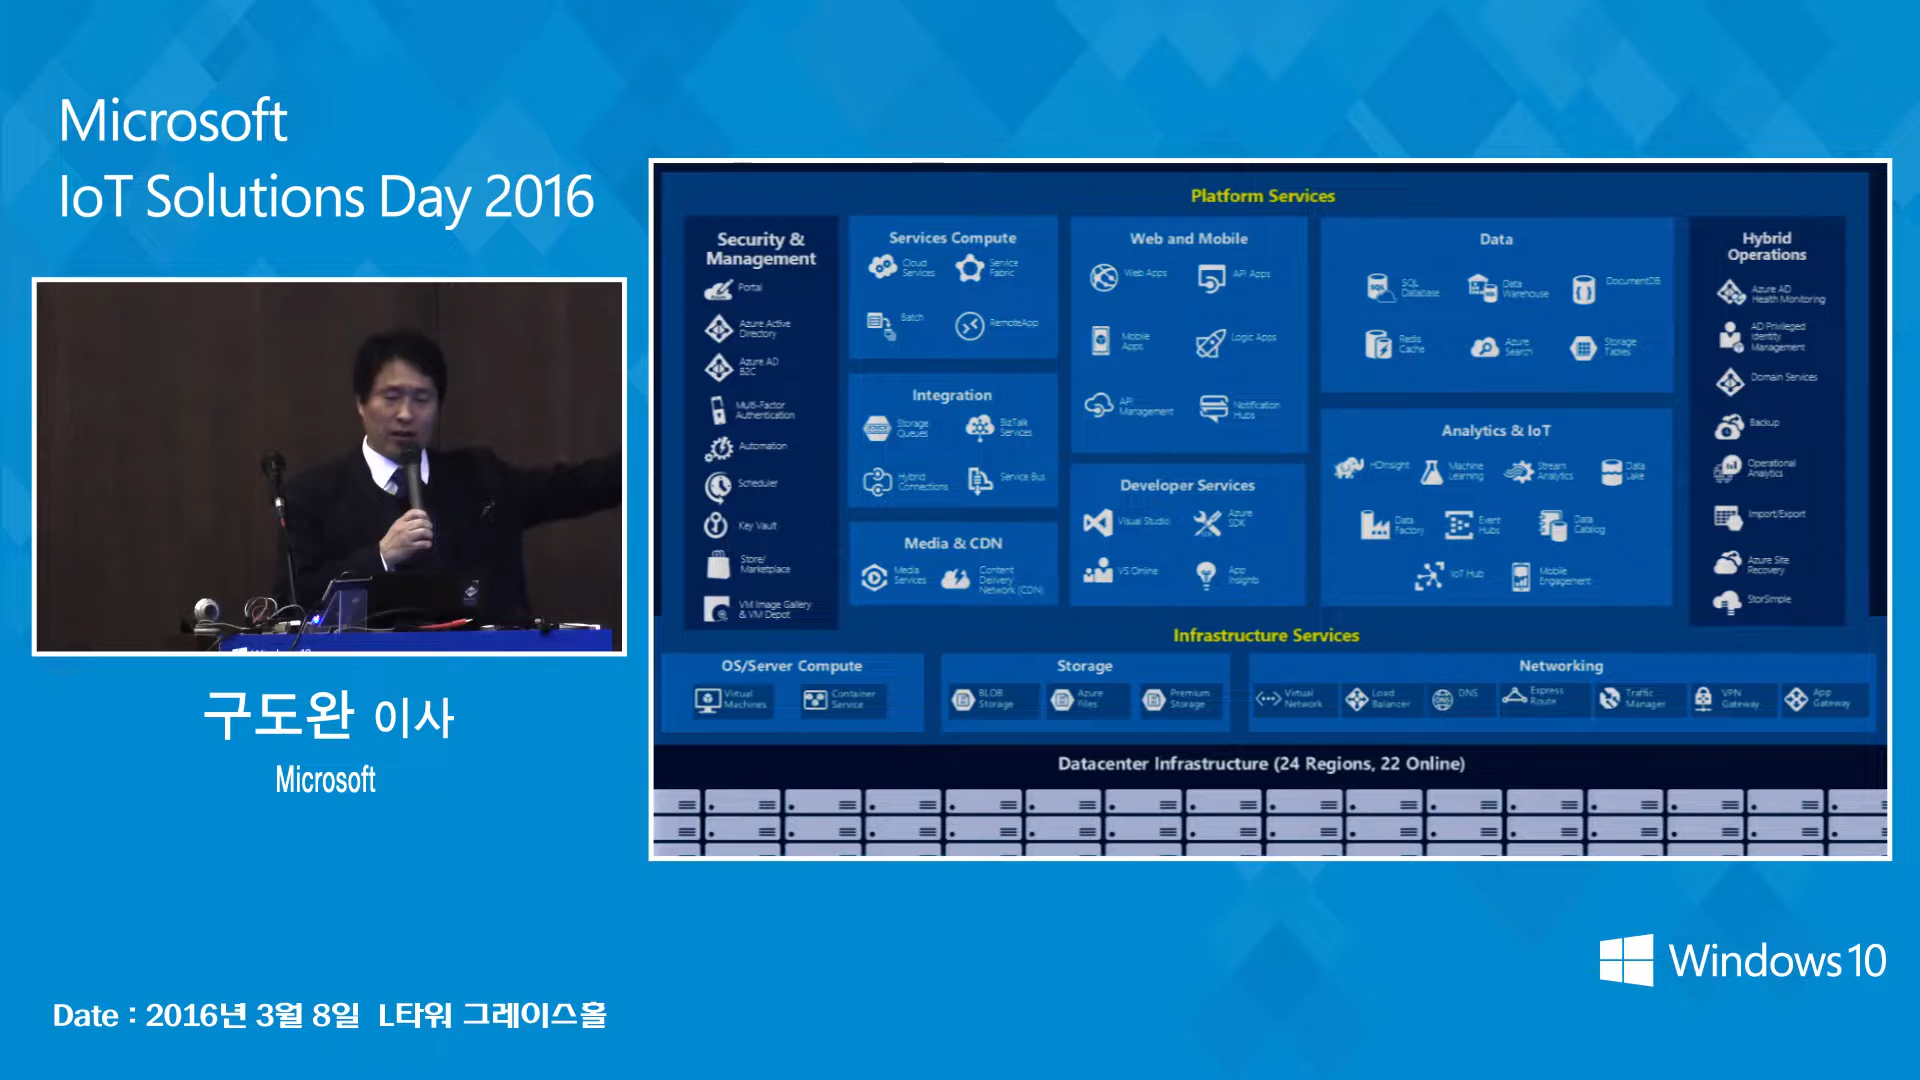 Microsoft
IoT Solutions Day 2016
구도완 이사
Microsoft
Date : 2016년 3월 8일 L타워 그레이스홀
Platform Services
Security &
Management
Portal
Azure Active
Directory
Azure AD
B2C
Multi-Factor
Authentication
Automation
Scheduler
Key Vault
Store/
Marketplace
VM Image Gallery
& VM Depot
Services Compute
Cloud
Services
Service
Fabric
Batch
RemoteApp
Integration
Storage
Queues
BizTalk
Services
Hybrid
Connections
Service Bus
Media & CDN
Media
Services
Content
Delivery
Network (CDN)
Web and Mobile
Web Apps
API Apps
Mobile
Apps
Logic Apps
API
Management
Notification
Hubs
Developer Services
Visual Studio
Azure
SDK
VS Online
App
Insights
Data
SQL
Database
Data
Warehouse
DocumentDB
Redis
Cache
Azure
Search
Storage
Tables
Analytics & IoT
HDInsight
Machine
Learning
Stream
Analytics
Data
Lake
Data
Factory
Event
Hubs
Data
Catalog
IoT Hub
Mobile
Engagement
Hybrid
Operations
Azure AD
Health Monitoring
AD Privileged
Identity
Management
Domain Services
Backup
Operational
Analytics
Import/Export
Azure Site
Recovery
StorSimple
Infrastructure Services
OS/Server Compute
Virtual
Machines
Container
Service
Storage
BLOB
Storage
Azure
Files
Premium
Storage
Networking
Virtual
Network
Load
Balancer
DNS
Express
Route
Traffic
Manager
VPN
Gateway
App
Gateway
Datacenter Infrastructure (24 Regions, 22 Online)
Windows 10